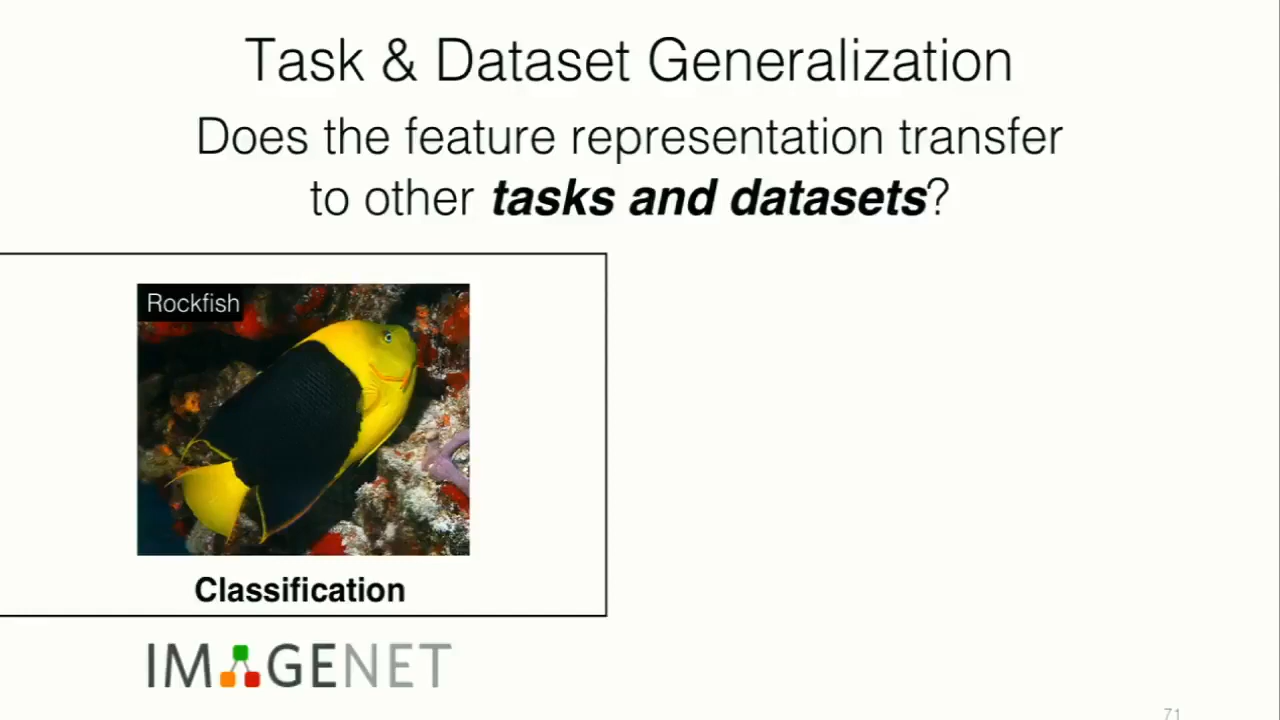 Task & Dataset Generalization
Does the feature representation transfer
to other tasks and datasets?
Rockfish
Classification
IMAGENET
71